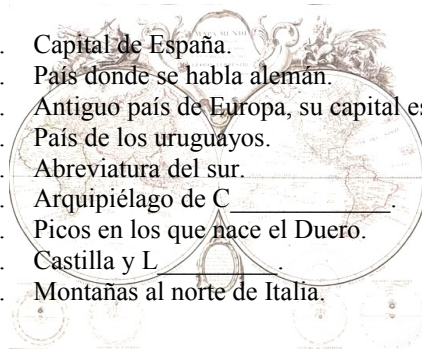 . Capital de España.
. País donde se habla alemán.
. Antiguo país de Europa, su capital es
. País de los uruguayos.
. Abreviatura del sur.
. Arquipiélago de C____________.
. Picos en los que nace el Duero.
. Castilla y L_________.
. Montañas al norte de Italia.